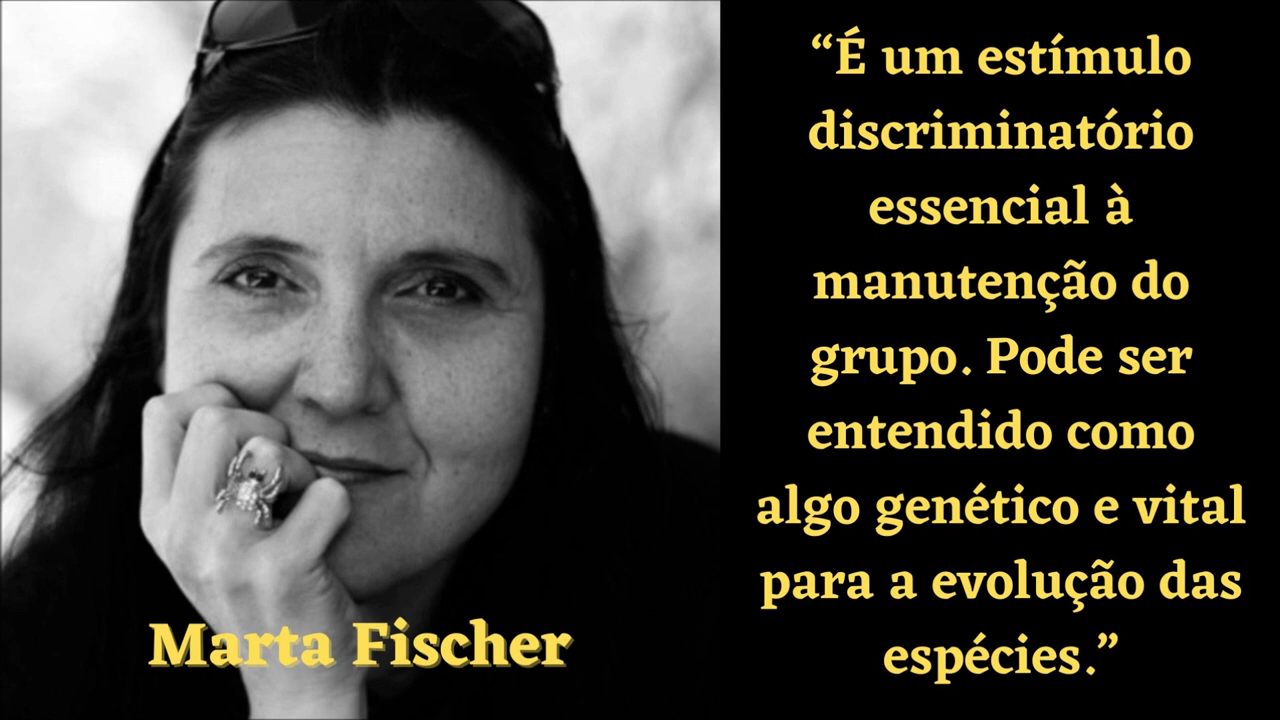 “É um estímulo
discriminatório
essencial à
manutenção do
grupo. Pode ser
entendido como
algo genético e vital
para a evolução das
espécies.”
Marta Fischer